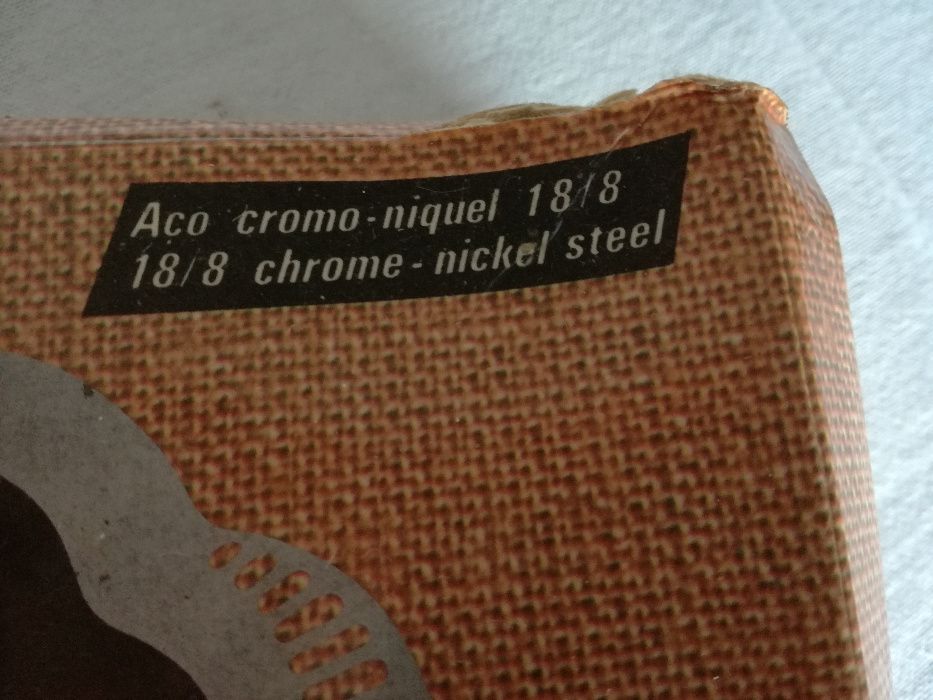 Aço cromo-niquel 18/8
18/8 chrome-nickel steel